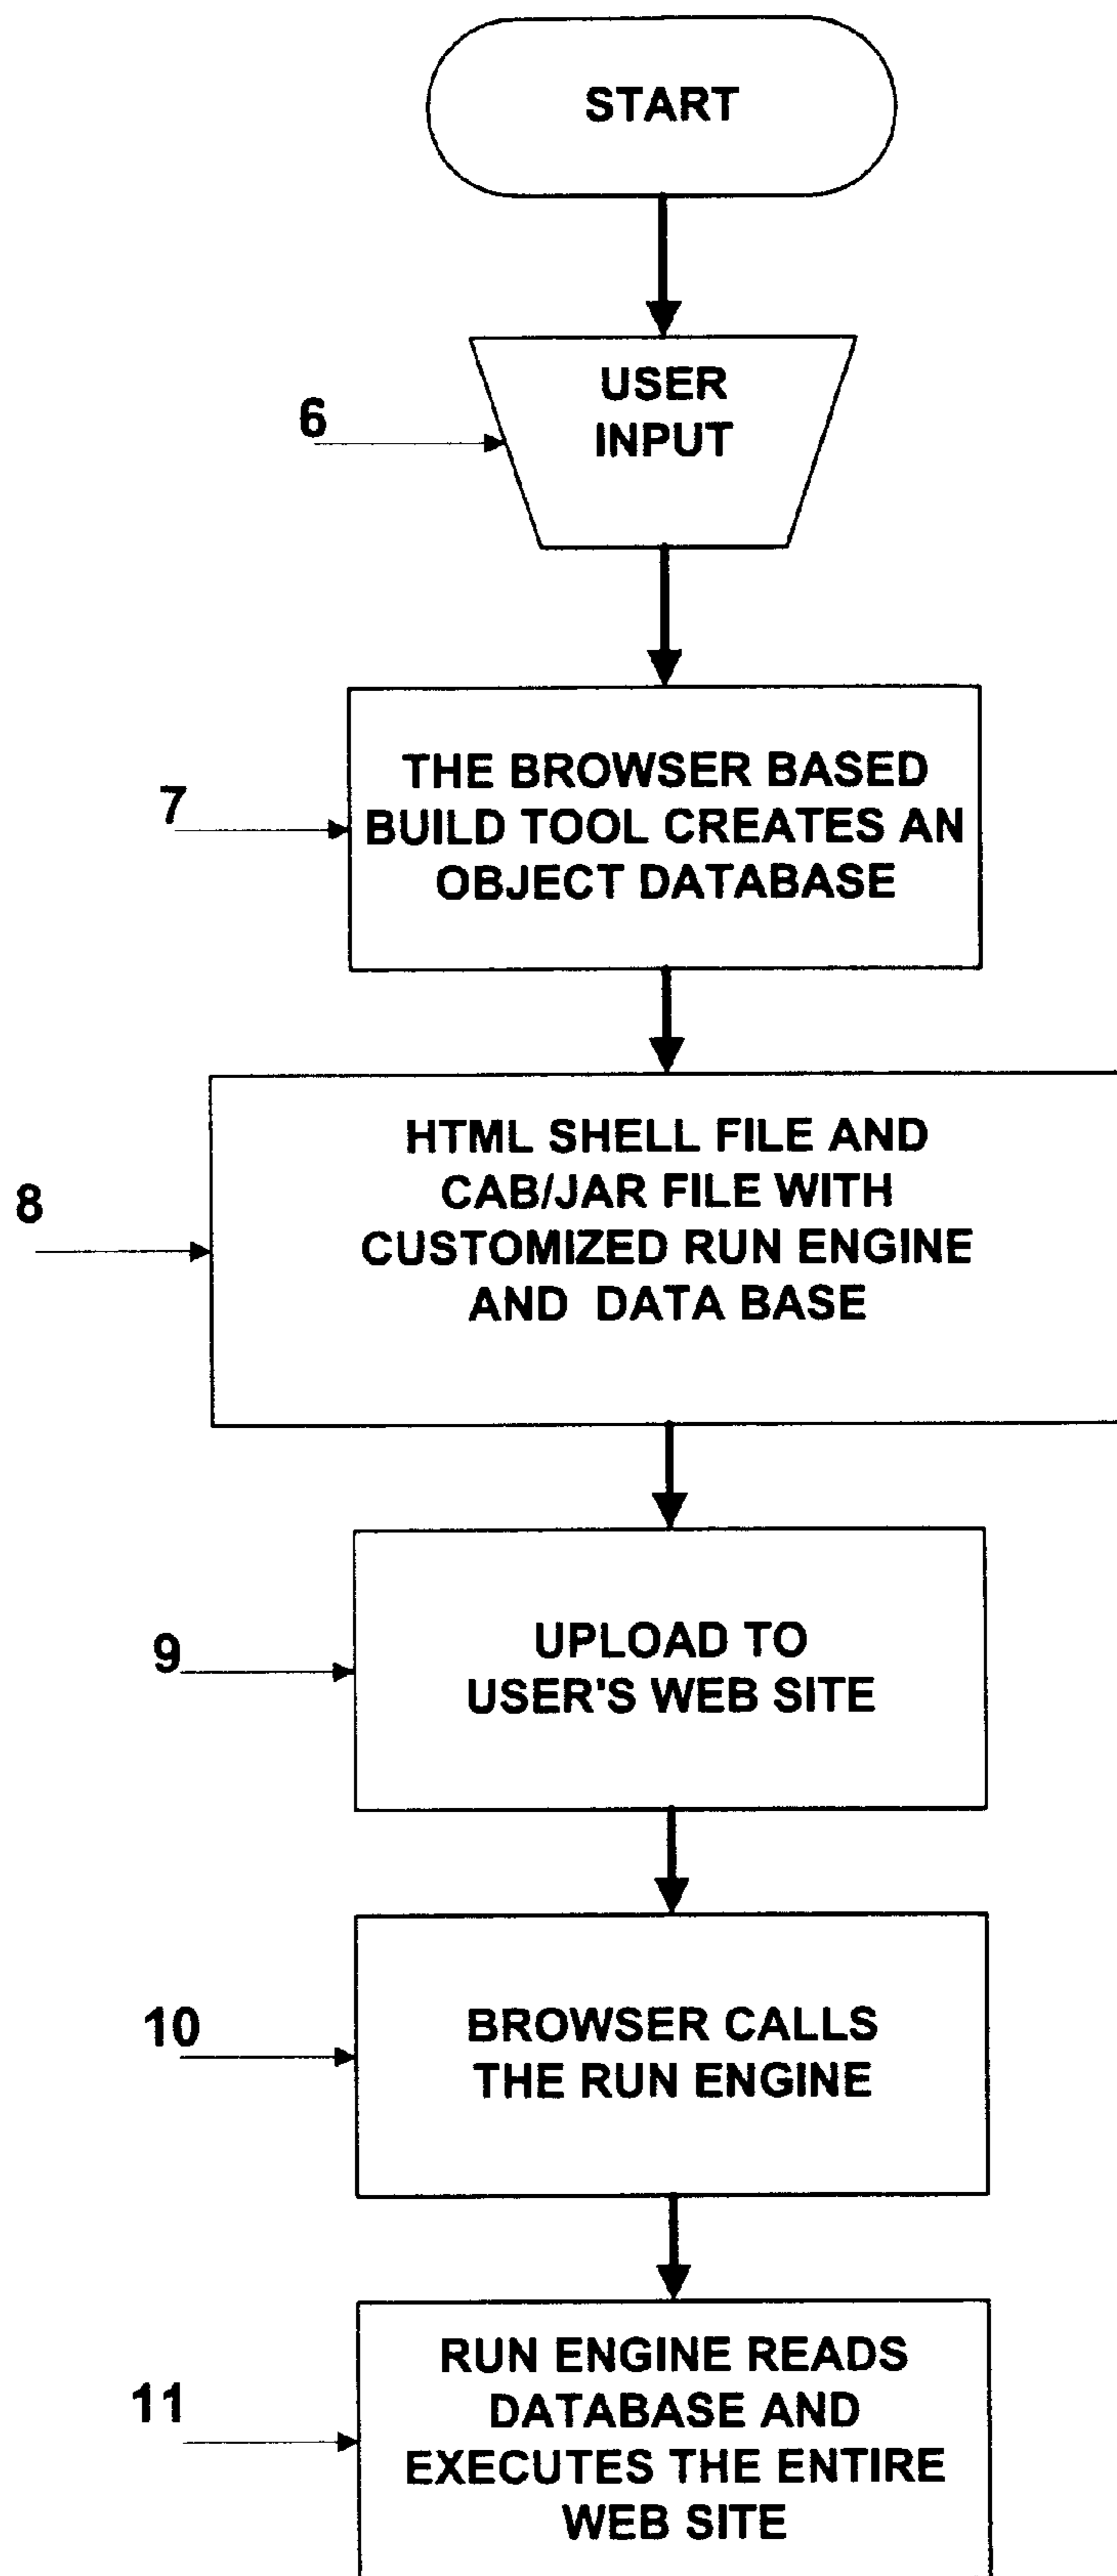 START
USER
INPUT
6
THE BROWSER BASED
BUILD TOOL CREATES AN
OBJECT DATABASE
7
HTML SHELL FILE AND
CAB/JAR FILE WITH
CUSTOMIZED RUN ENGINE
AND DATA BASE
8
UPLOAD TO
USER'S WEB SITE
9
BROWSER CALLS
THE RUN ENGINE
10
RUN ENGINE READS
DATABASE AND
EXECUTES THE ENTIRE
WEB SITE
11